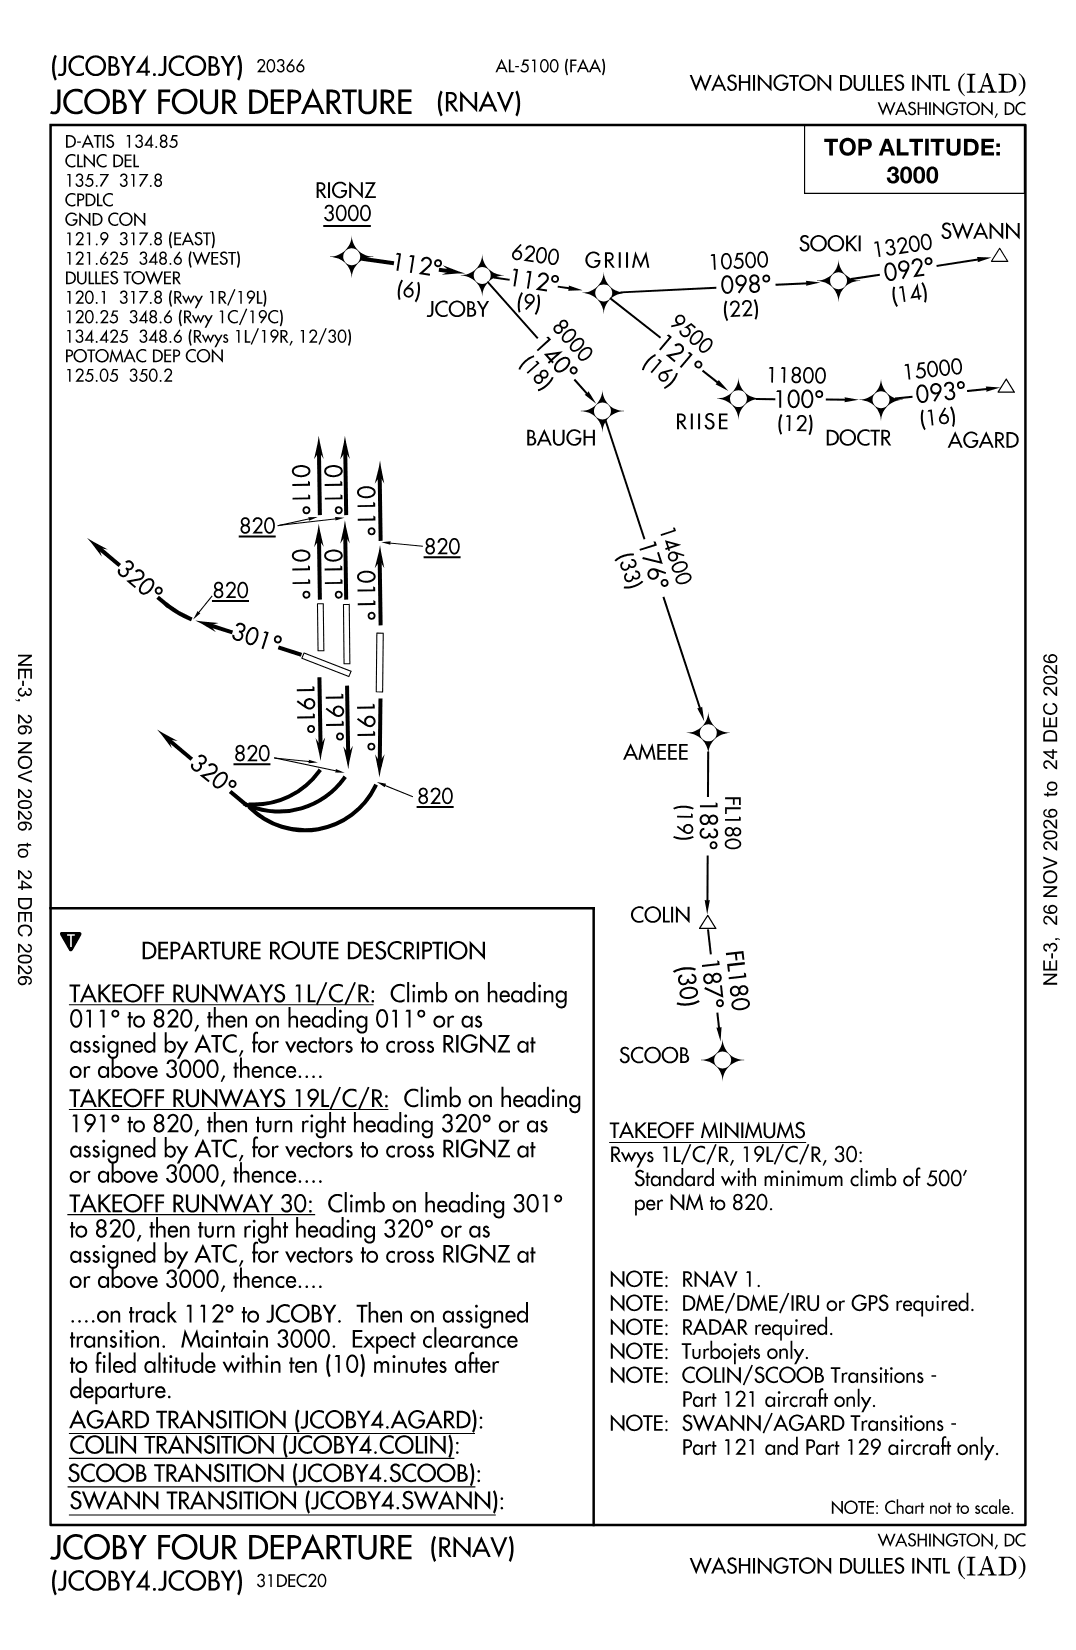 (JCOBY4.JCOBY) 20366
AL-5100 (FAA)
WASHINGTON DULLES INTL (IAD)
JCOBY FOUR DEPARTURE (RNAV)
WASHINGTON, DC
D-ATIS 134.85
CLNC DEL
135.7 317.8
CPDLC
GND CON
121.9 317.8 (EAST)
121.625 348.6 (WEST)
DULLES TOWER
120.1 317.8 (Rwy 1R/19L)
120.25 348.6 (Rwy 1C/19C)
134.425 348.6 (Rwys 1L/19R, 12/30)
POTOMAC DEP CON
125.05 350.2
TOP ALTITUDE:
3000
RIGNZ
3000
112°
(6)
JCOBY
6200
112°
(9)
GRIIM
10500
098°
(22)
SOOKI
13200
092°
(14)
SWANN
8000
140°
(18)
BAUGH
9500
121°
(16)
RIISE
11800
100°
(12)
DOCTR
15000
093°
(16)
AGARD
14600
176°
(33)
AMEEE
FL180
183°
(19)
COLIN
FL180
187°
(30)
SCOOB
011°
011°
011°
820
820
011°
011°
011°
320°
820
301°
191°
191°
191°
820
320°
820
NE-3, 26 NOV 2026 to 24 DEC 2026
NE-3, 26 NOV 2026 to 24 DEC 2026
T
DEPARTURE ROUTE DESCRIPTION
TAKEOFF RUNWAYS 1L/C/R: Climb on heading
011° to 820, then on heading 011° or as
assigned by ATC, for vectors to cross RIGNZ at
or above 3000, thence....
TAKEOFF RUNWAYS 19L/C/R: Climb on heading
191° to 820, then turn right heading 320° or as
assigned by ATC, for vectors to cross RIGNZ at
or above 3000, thence....
TAKEOFF RUNWAY 30: Climb on heading 301°
to 820, then turn right heading 320° or as
assigned by ATC, for vectors to cross RIGNZ at
or above 3000, thence....
....on track 112° to JCOBY. Then on assigned
transition. Maintain 3000. Expect clearance
to filed altitude within ten (10) minutes after
departure.
AGARD TRANSITION (JCOBY4.AGARD):
COLIN TRANSITION (JCOBY4.COLIN):
SCOOB TRANSITION (JCOBY4.SCOOB):
SWANN TRANSITION (JCOBY4.SWANN):
TAKEOFF MINIMUMS
Rwys 1L/C/R, 19L/C/R, 30:
Standard with minimum climb of 500'
per NM to 820.
NOTE: RNAV 1.
NOTE: DME/DME/IRU or GPS required.
NOTE: RADAR required.
NOTE: Turbojets only.
NOTE: COLIN/SCOOB Transitions -
Part 121 aircraft only.
NOTE: SWANN/AGARD Transitions -
Part 121 and Part 129 aircraft only.
NOTE: Chart not to scale.
JCOBY FOUR DEPARTURE (RNAV)
WASHINGTON, DC
(JCOBY4.JCOBY) 31DEC20
WASHINGTON DULLES INTL (IAD)